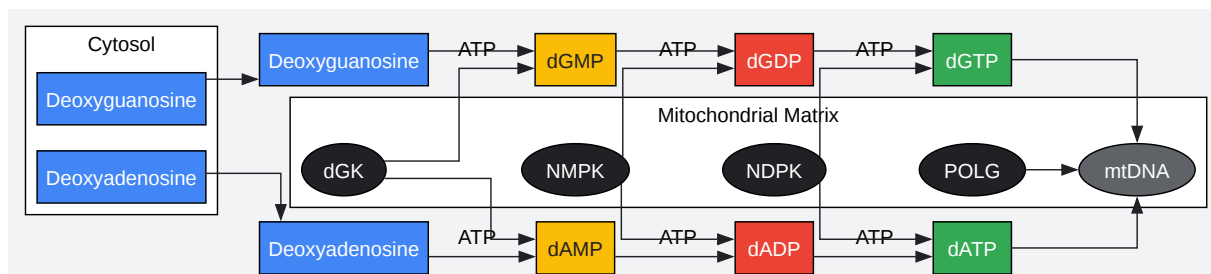 Cytosol
Deoxyguanosine
Deoxyadenosine
Deoxyguanosine
ATP
dGMP
ATP
dGDP
ATP
dGTP
Mitochondrial Matrix
dGK
NMPK
NDPK
POLG
mtDNA
Deoxyadenosine
ATP
dAMP
ATP
dADP
ATP
dATP